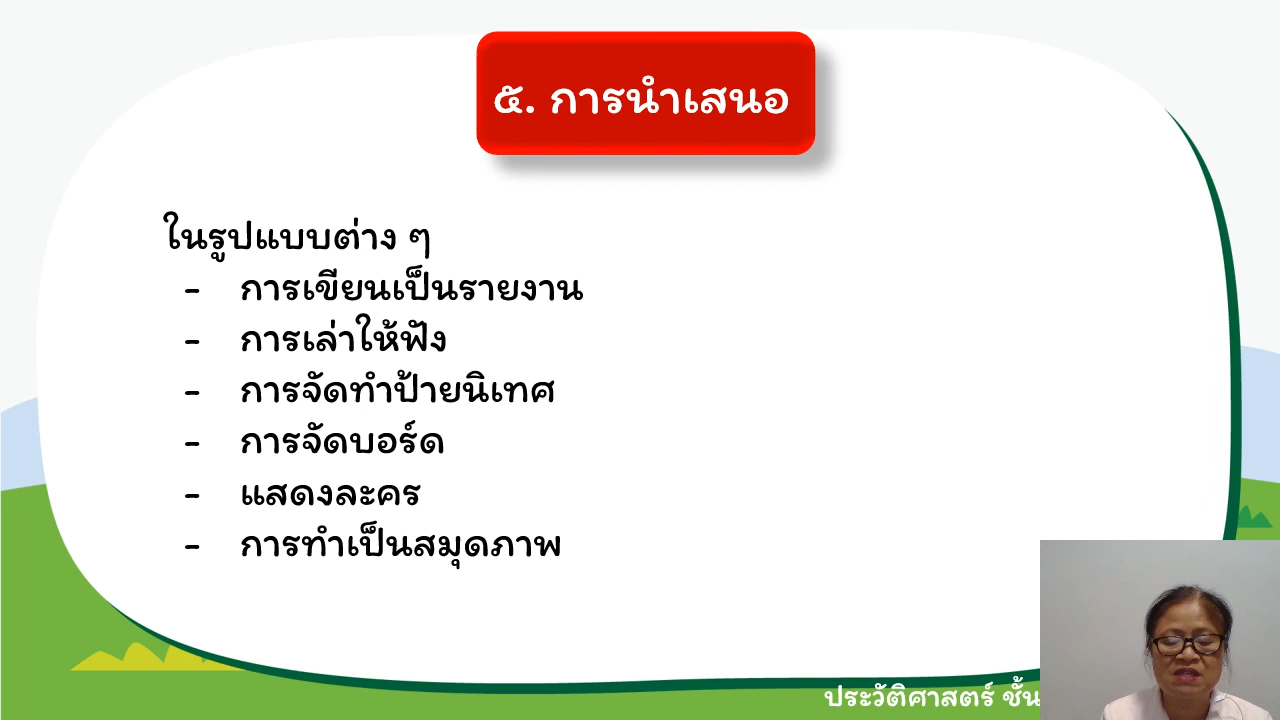 ๕. การนำเสนอ
ในรูปแบบต่าง ๆ
- การเขียนเป็นรายงาน
- การเล่าให้ฟัง
- การจัดทำป้ายนิเทศ
- การจัดบอร์ด
- แสดงละคร
- การทำเป็นสมุดภาพ
ประวัติศาสตร์ ชั้น